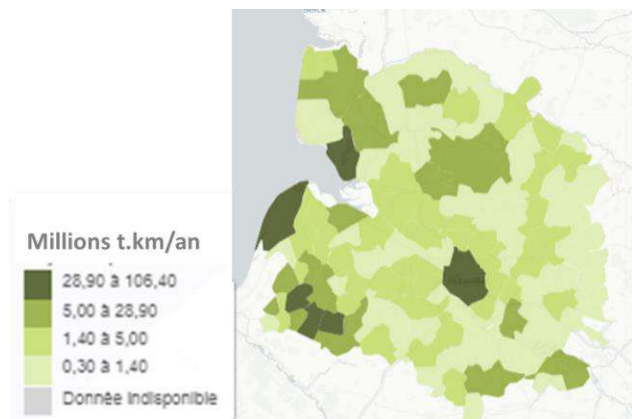 Millions t.km/an
28,90 à 106,40
5,00 à 28,90
1,40 à 5,00
0,30 à 1,40
Donnée indisponible